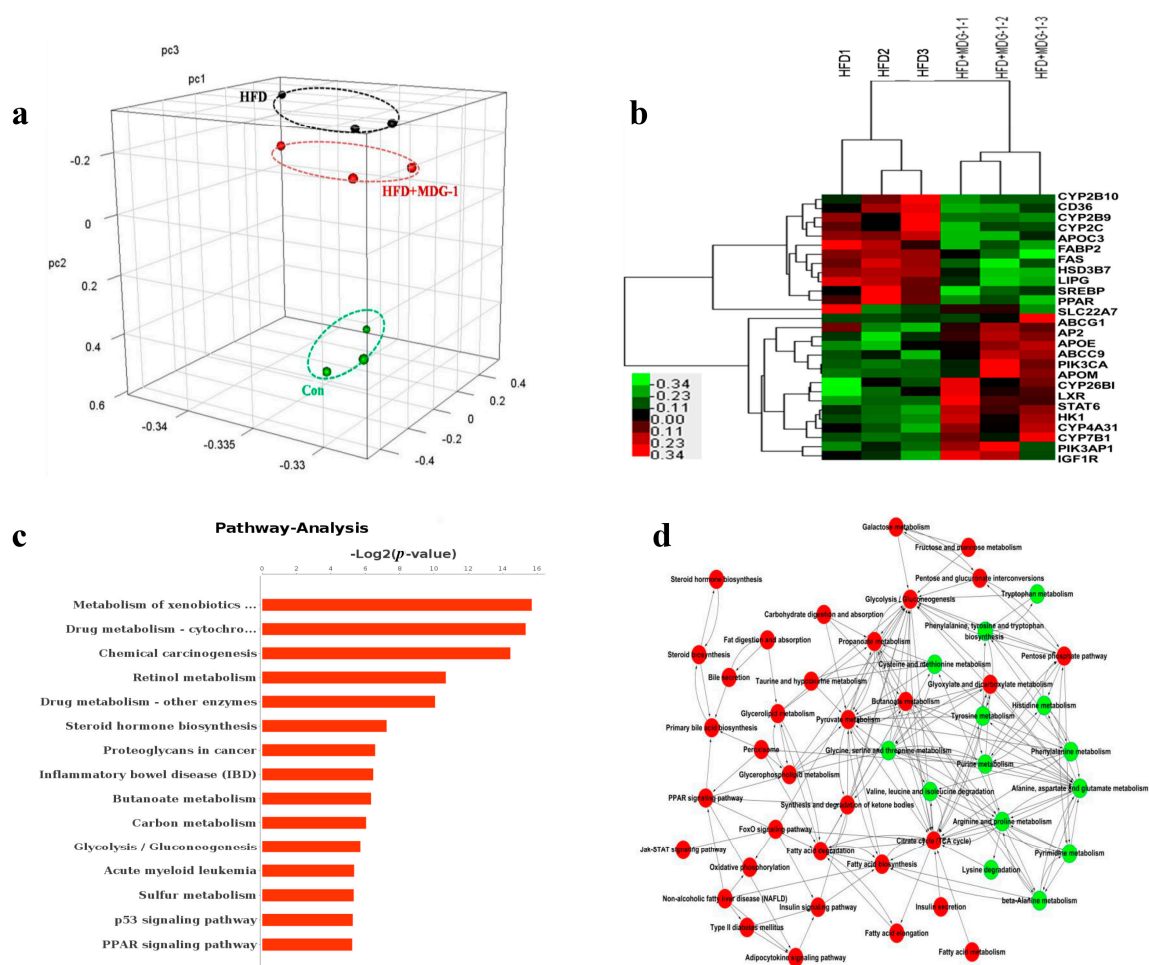 a
pc3
pc1
HFD
HFD+MDG-1
-0.2
0
pc2
0.2
0.4
0.6
Con
-0.34
-0.335
-0.33
-0.4
-0.2
0
0.2
0.4
b
HFD1
HFD2
HFD3
HFD+MDG-1-1
HFD+MDG-1-2
HFD+MDG-1-3
CYP2B10
CD36
CYP2B9
CYP2C
APOC3
FABP2
FAS
HSD3B7
LIPG
SREBP
PPAR
SLC22A7
ABCG1
AP2
APOE
ABCC9
PIK3CA
APOM
CYP26BI
LXR
STAT6
HK1
CYP4A31
CYP7B1
PIK3AP1
IGF1R
-0.34
-0.23
-0.11
0.00
0.11
0.23
0.34
c
Pathway-Analysis
-Log2(p-value)
0 2 4 6 8 10 12 14 16
Metabolism of xenobiotics ...
Drug metabolism - cytochro...
Chemical carcinogenesis
Retinol metabolism
Drug metabolism - other enzymes
Steroid hormone biosynthesis
Proteoglycans in cancer
Inflammatory bowel disease (IBD)
Butanoate metabolism
Carbon metabolism
Glycolysis / Gluconeogenesis
Acute myeloid leukemia
Sulfur metabolism
p53 signaling pathway
PPAR signaling pathway
d
Galactose metabolism
Fructose and mannose metabolism
Steroid hormone biosynthesis
Pentose and glucuronate interconversions
Tryptophan metabolism
Glycolysis / Gluconeogenesis
Carbohydrate digestion and absorption
Phenylalanine, tyrosine and tryptophan
biosynthesis
Fat digestion and absorption
Propanoate metabolism
Steroid biosynthesis
Pentose phosphate pathway
Cysteine and methionine metabolism
Bile secretion
Taurine and hypotaurine metabolism
Glyoxylate and dicarboxylate metabolism
Butanoate metabolism
Histidine metabolism
Glycerolipid metabolism
Pyruvate metabolism
Tyrosine metabolism
Primary bile acid biosynthesis
Peroxisome
Glycine, serine and threonine metabolism
Phenylalanine metabolism
Purine metabolism
Glycerophospholipid metabolism
Alanine, aspartate and glutamate metabolism
Valine, leucine and isoleucine degradation
PPAR signaling pathway
Synthesis and degradation of ketone bodies
Arginine and proline metabolism
FoxO signaling pathway
Citrate cycle (TCA cycle)
Jak-STAT signaling pathway
Fatty acid degradation
Pyrimidine metabolism
Oxidative phosphorylation
Fatty acid biosynthesis
Lysine degradation
Non-alcoholic fatty liver disease (NAFLD)
Insulin signaling pathway
Insulin secretion
beta-Alanine metabolism
Type II diabetes mellitus
Fatty acid elongation
Adipocytokine signaling pathway
Fatty acid metabolism